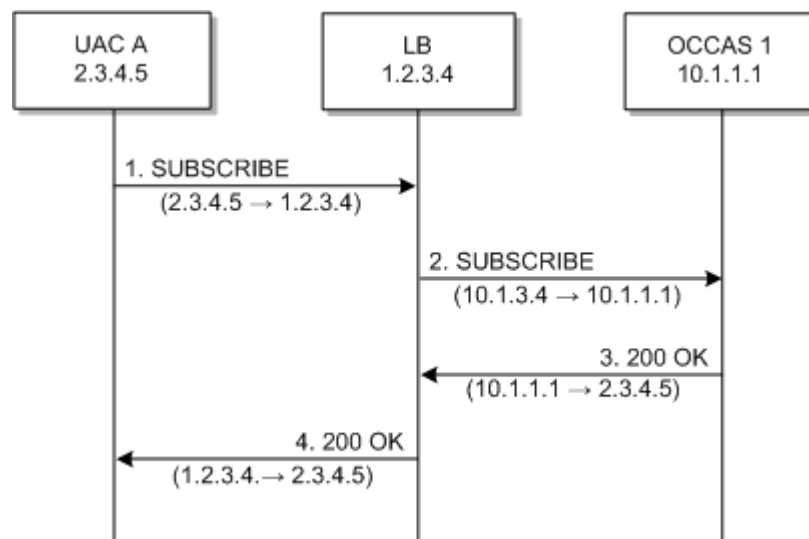 UAC A
2.3.4.5
LB
1.2.3.4
OCCAS 1
10.1.1.1
1. SUBSCRIBE
(2.3.4.5 → 1.2.3.4)
2. SUBSCRIBE
(10.1.3.4 → 10.1.1.1)
3. 200 OK
(10.1.1.1 → 2.3.4.5)
4. 200 OK
(1.2.3.4.→ 2.3.4.5)